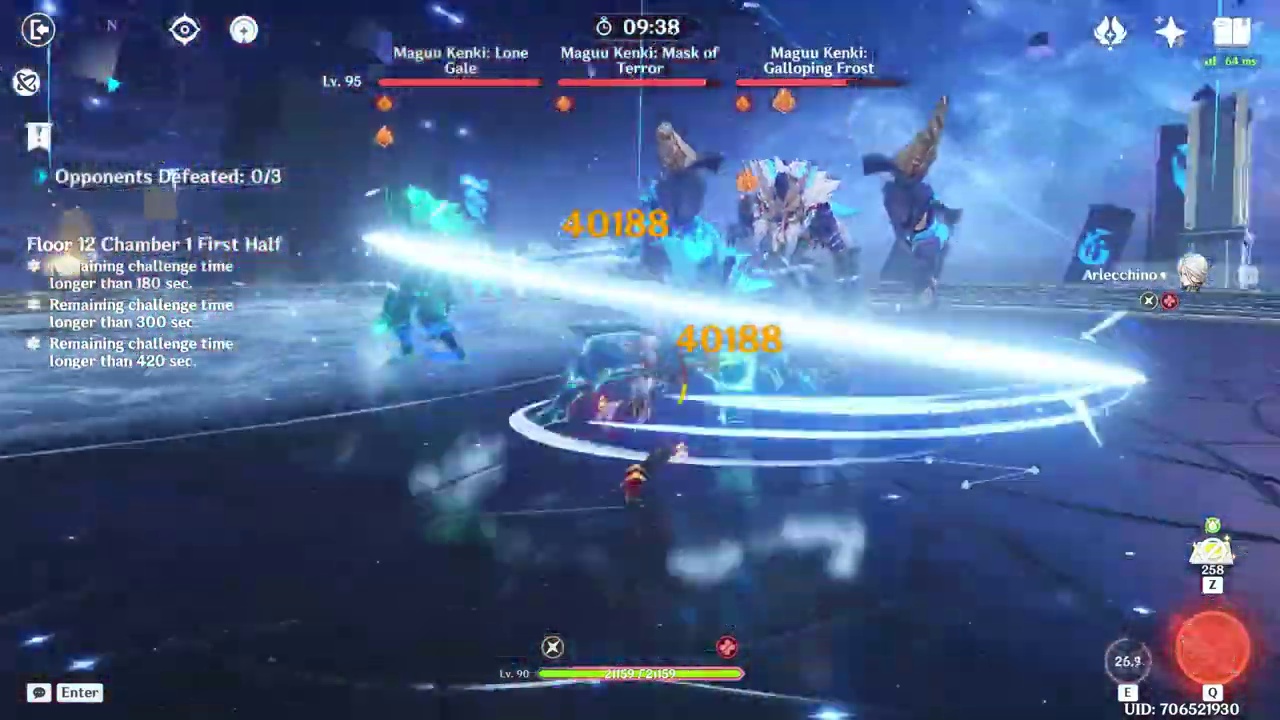 N
09:38
64 ms
Maguu Kenki: Lone
Gale
Maguu Kenki: Mask of
Terror
Maguu Kenki:
Galloping Frost
Lv. 95
Opponents Defeated: 0/3
Floor 12 Chamber 1 First Half
Remaining challenge time
longer than 180 sec.
Remaining challenge time
longer than 300 sec.
Remaining challenge time
longer than 420 sec.
40188
40188
Arlecchino
258
Z
26.9
E
Q
Lv. 90
21159 / 21159
Enter
UID: 706521930